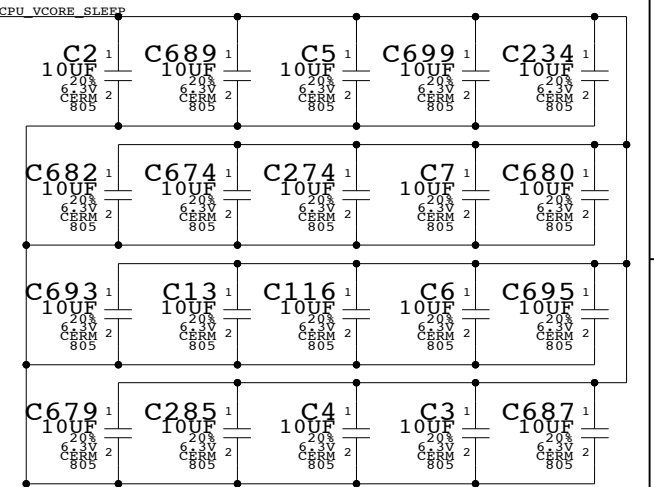 CPU_VCORE_SLEEP
C2 1 C689 1 C5 1 C699 1 C234 1
10UF 10UF 10UF 10UF 10UF
20% 20% 20% 20% 20%
6.3V 6.3V 6.3V 6.3V 6.3V
CERM 2 CERM 2 CERM 2 CERM 2 CERM 2
805 805 805 805 805
C682 1 C674 1 C274 1 C7 1 C680 1
10UF 10UF 10UF 10UF 10UF
20% 20% 20% 20% 20%
6.3V 6.3V 6.3V 6.3V 6.3V
CERM 2 CERM 2 CERM 2 CERM 2 CERM 2
805 805 805 805 805
C693 1 C13 1 C116 1 C6 1 C695 1
10UF 10UF 10UF 10UF 10UF
20% 20% 20% 20% 20%
6.3V 6.3V 6.3V 6.3V 6.3V
CERM 2 CERM 2 CERM 2 CERM 2 CERM 2
805 805 805 805 805
C679 1 C285 1 C4 1 C3 1 C687 1
10UF 10UF 10UF 10UF 10UF
20% 20% 20% 20% 20%
6.3V 6.3V 6.3V 6.3V 6.3V
CERM 2 CERM 2 CERM 2 CERM 2 CERM 2
805 805 805 805 805